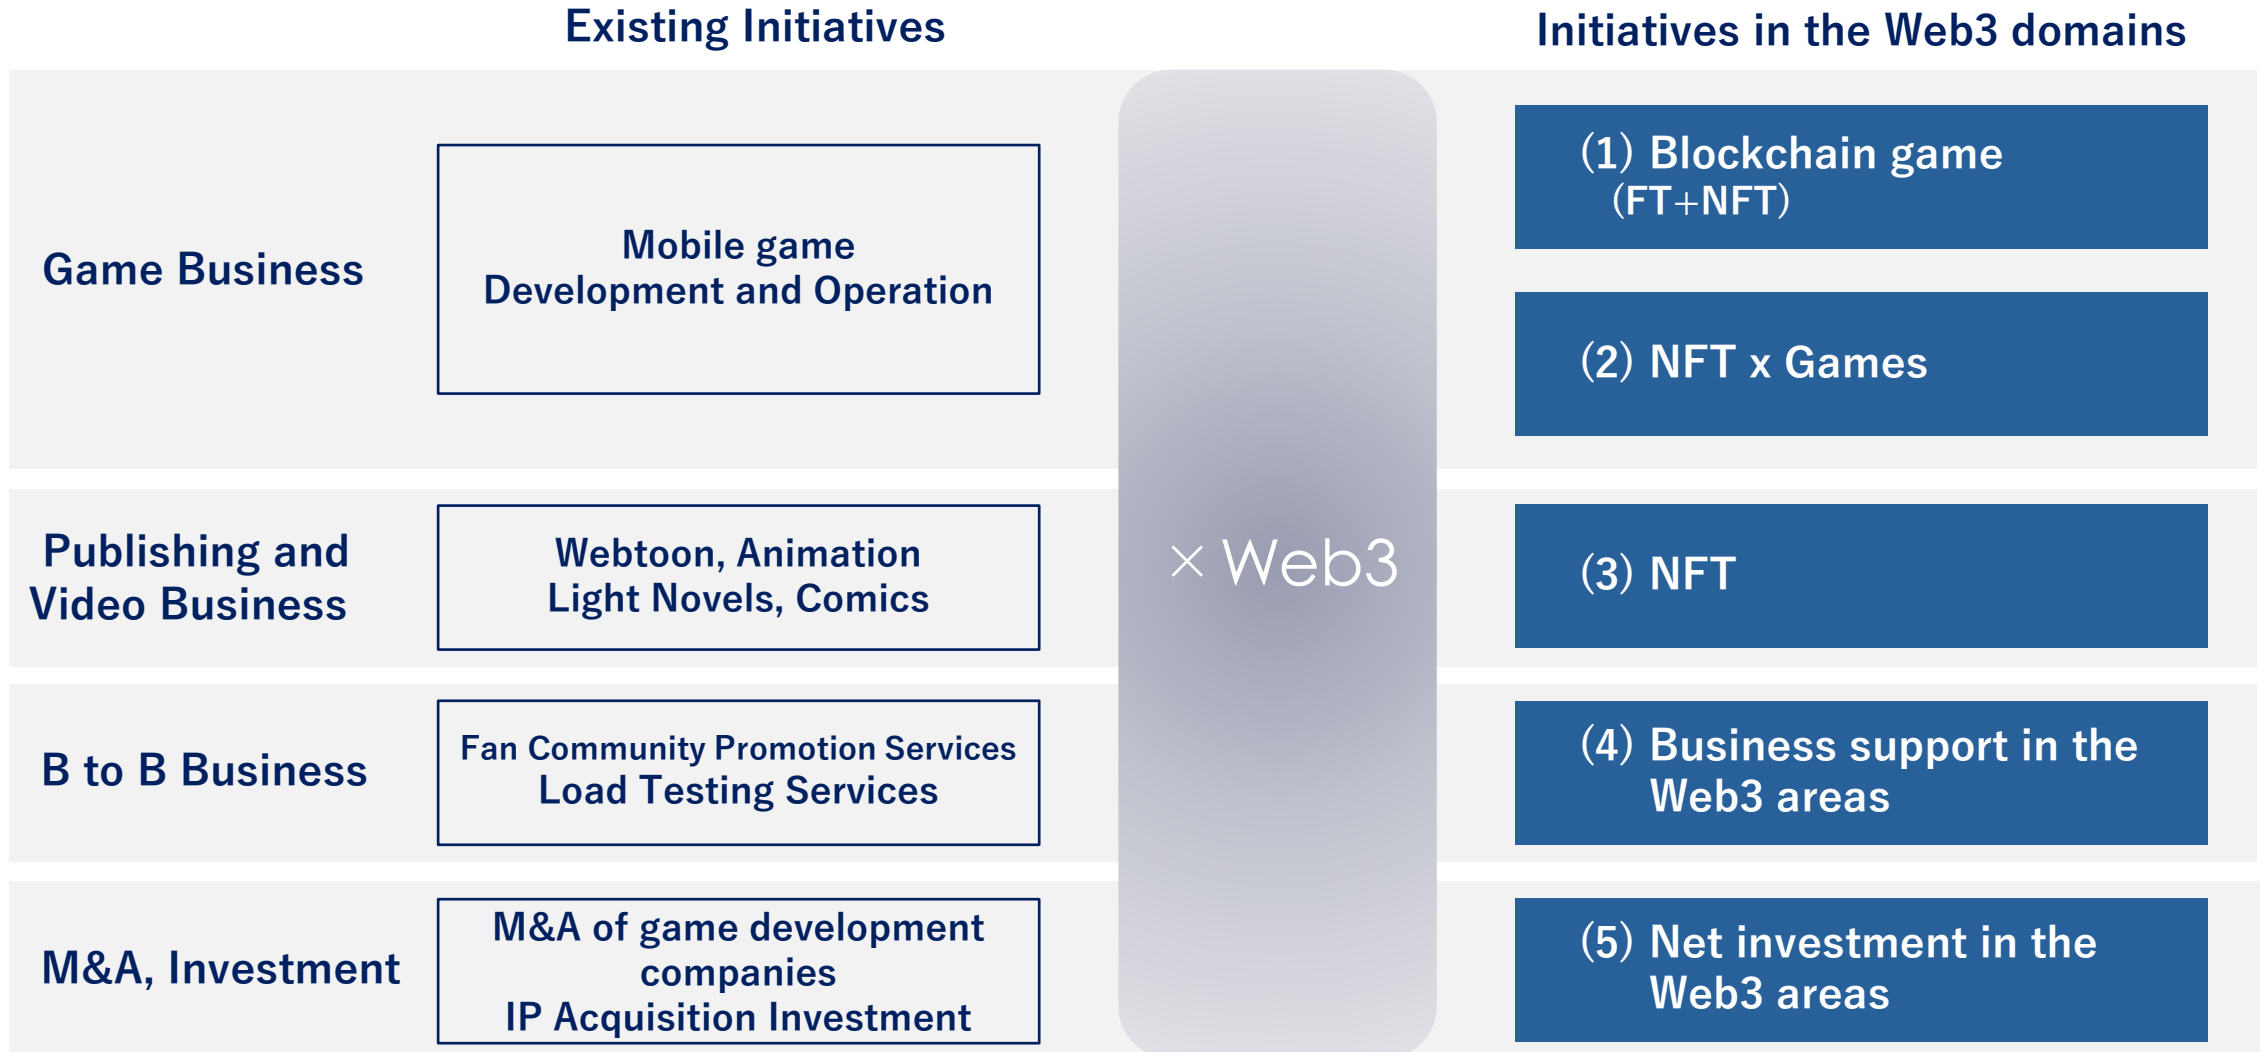 Existing Initiatives
Initiatives in the Web3 domains
Game Business
Mobile game
Development and Operation
(1) Blockchain game
(FT+NFT)
(2) NFT x Games
Publishing and
Video Business
Webtoon, Animation
Light Novels, Comics
× Web3
(3) NFT
B to B Business
Fan Community Promotion Services
Load Testing Services
(4) Business support in the
Web3 areas
M&A, Investment
M&A of game development
companies
IP Acquisition Investment
(5) Net investment in the
Web3 areas